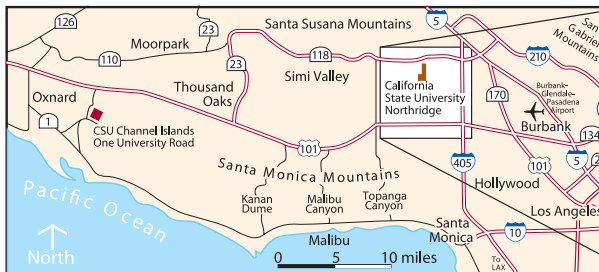 126
23
Santa Susana Mountains
5
San
Gabriel
Mountains
Moorpark
110
23
118
Simi Valley
Thousand
Oaks
California
State University
Northridge
210
170
Burbank-
Glendale-
Pasadena
Airport
Burbank
134
Oxnard
1
CSU Channel Islands
One University Road
101
Santa Monica Mountains
405
101
5
Hollywood
Kanan
Dume
Malibu
Canyon
Topanga
Canyon
Los Angeles
Pacific Ocean
North
Malibu
Santa
Monica
10
To
LAX
0 5 10 miles